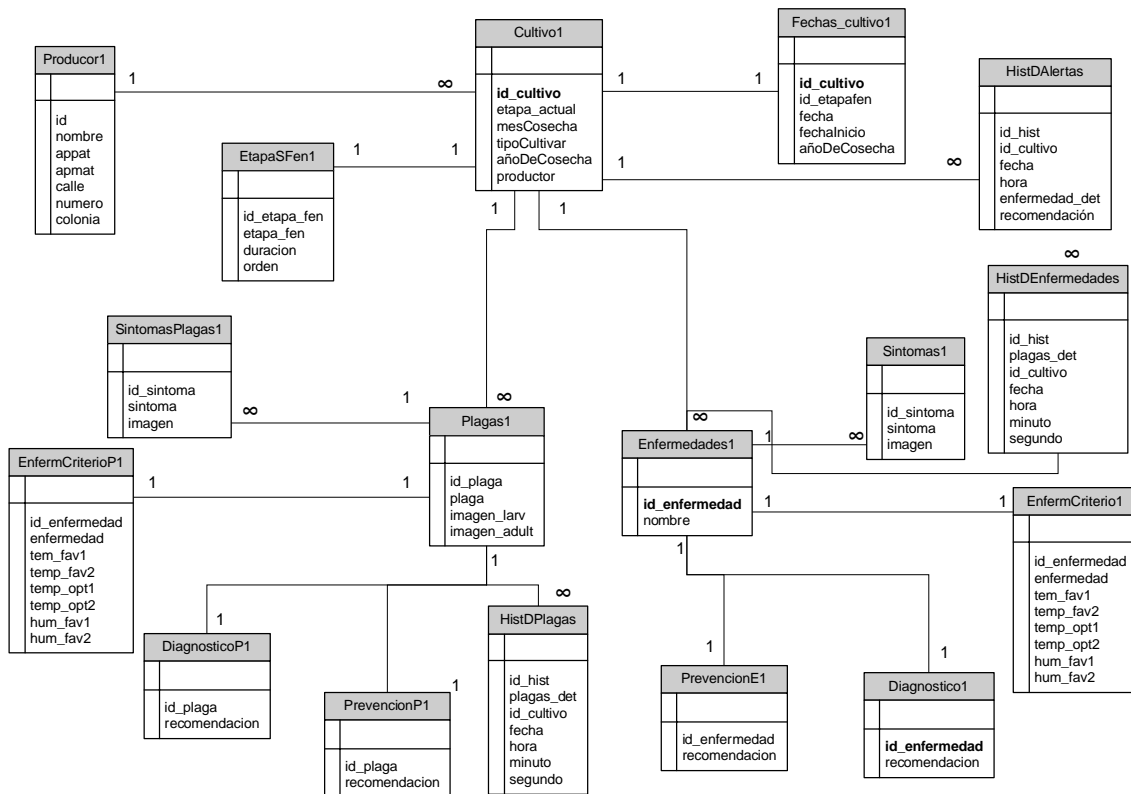 Producor1
id
nombre
appat
apmat
calle
numero
colonia
1
∞
Cultivo1
id_cultivo
etapa_actual
mesCosecha
tipoCultivar
añoDeCosecha
productor
1
1
Fechas_cultivo1
id_cultivo
id_etapafen
fecha
fechaInicio
añoDeCosecha
HistDAlertas
id_hist
id_cultivo
fecha
hora
enfermedad_det
recomendación
1
∞
EtapaSFen1
id_etapa_fen
etapa_fen
duracion
orden
1
1
1
1
∞
HistDEnfermedades
id_hist
plagas_det
id_cultivo
fecha
hora
minuto
segundo
SintomasPlagas1
id_sintoma
sintoma
imagen
∞
1
∞
Plagas1
id_plaga
plaga
imagen_larv
imagen_adult
∞
Enfermedades1
id_enfermedad
nombre
1
∞
Sintomas1
id_sintoma
sintoma
imagen
EnfermCriterioP1
id_enfermedad
enfermedad
tem_fav1
temp_fav2
temp_opt1
temp_opt2
hum_fav1
hum_fav2
1
1
1
1
EnfermCriterio1
id_enfermedad
enfermedad
tem_fav1
temp_fav2
temp_opt1
temp_opt2
hum_fav1
hum_fav2
1
1
1
DiagnosticoP1
id_plaga
recomendacion
1
PrevencionP1
id_plaga
recomendacion
∞
HistDPlagas
id_hist
plagas_det
id_cultivo
fecha
hora
minuto
segundo
1
PrevencionE1
id_enfermedad
recomendacion
1
Diagnostico1
id_enfermedad
recomendacion